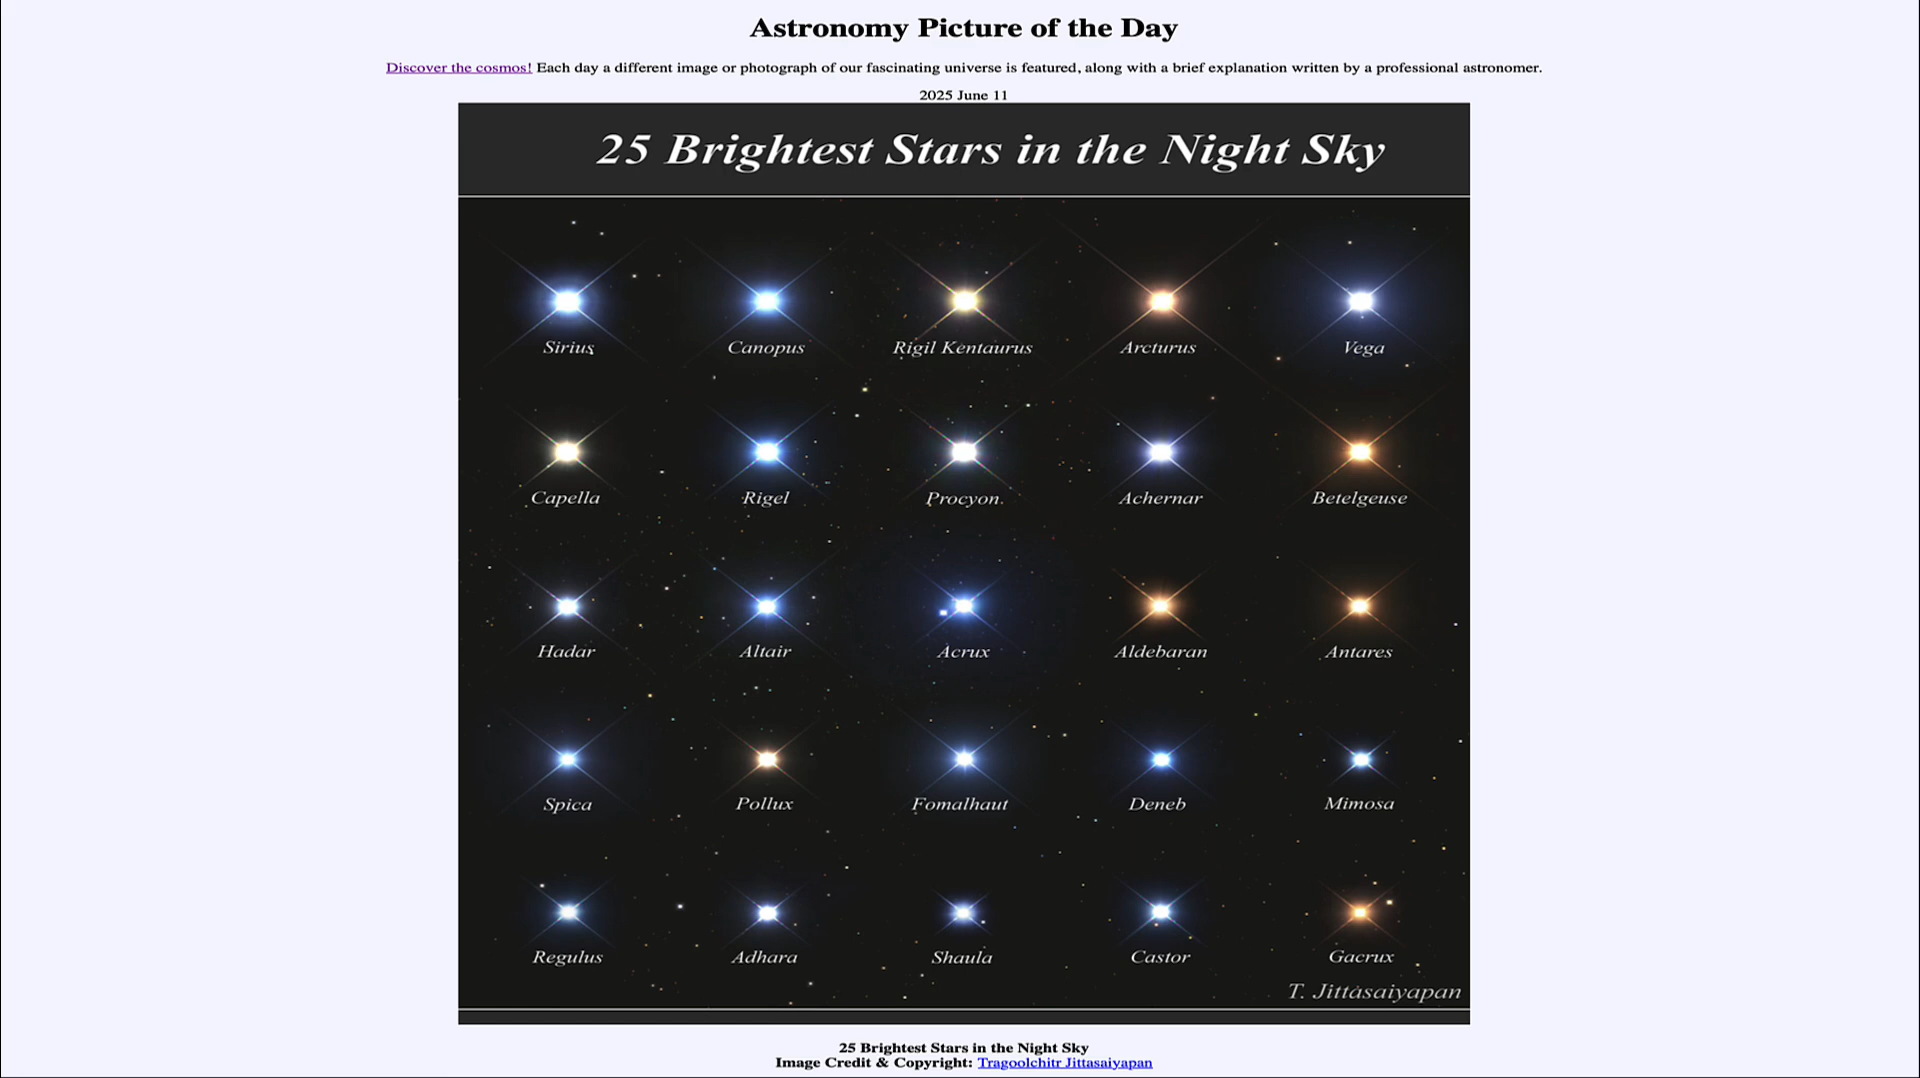 Astronomy Picture of the Day
Discover the cosmos! Each day a different image or photograph of our fascinating universe is featured, along with a brief explanation written by a professional astronomer.
2025 June 11
25 Brightest Stars in the Night Sky
Sirius Canopus Rigil Kentaurus Arcturus Vega
Capella Rigel Procyon Achernar Betelgeuse
Hadar Altair Acrux Aldebaran Antares
Spica Pollux Fomalhaut Deneb Mimosa
Regulus Adhara Shaula Castor Gacrux
T. Jittasaiyapan
25 Brightest Stars in the Night Sky
Image Credit & Copyright: Tragoolchitr Jittasaiyapan